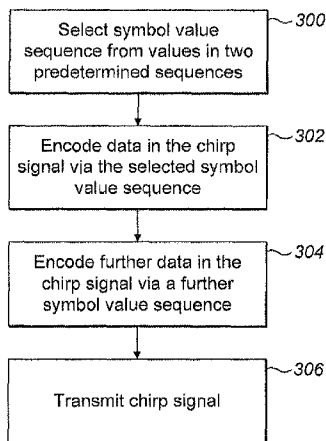 300
Select symbol value
sequence from values in two
predetermined sequences
302
Encode data in the chirp
signal via the selected symbol
value sequence
304
Encode further data in the
chirp signal via a further
symbol value sequence
306
Transmit chirp signal